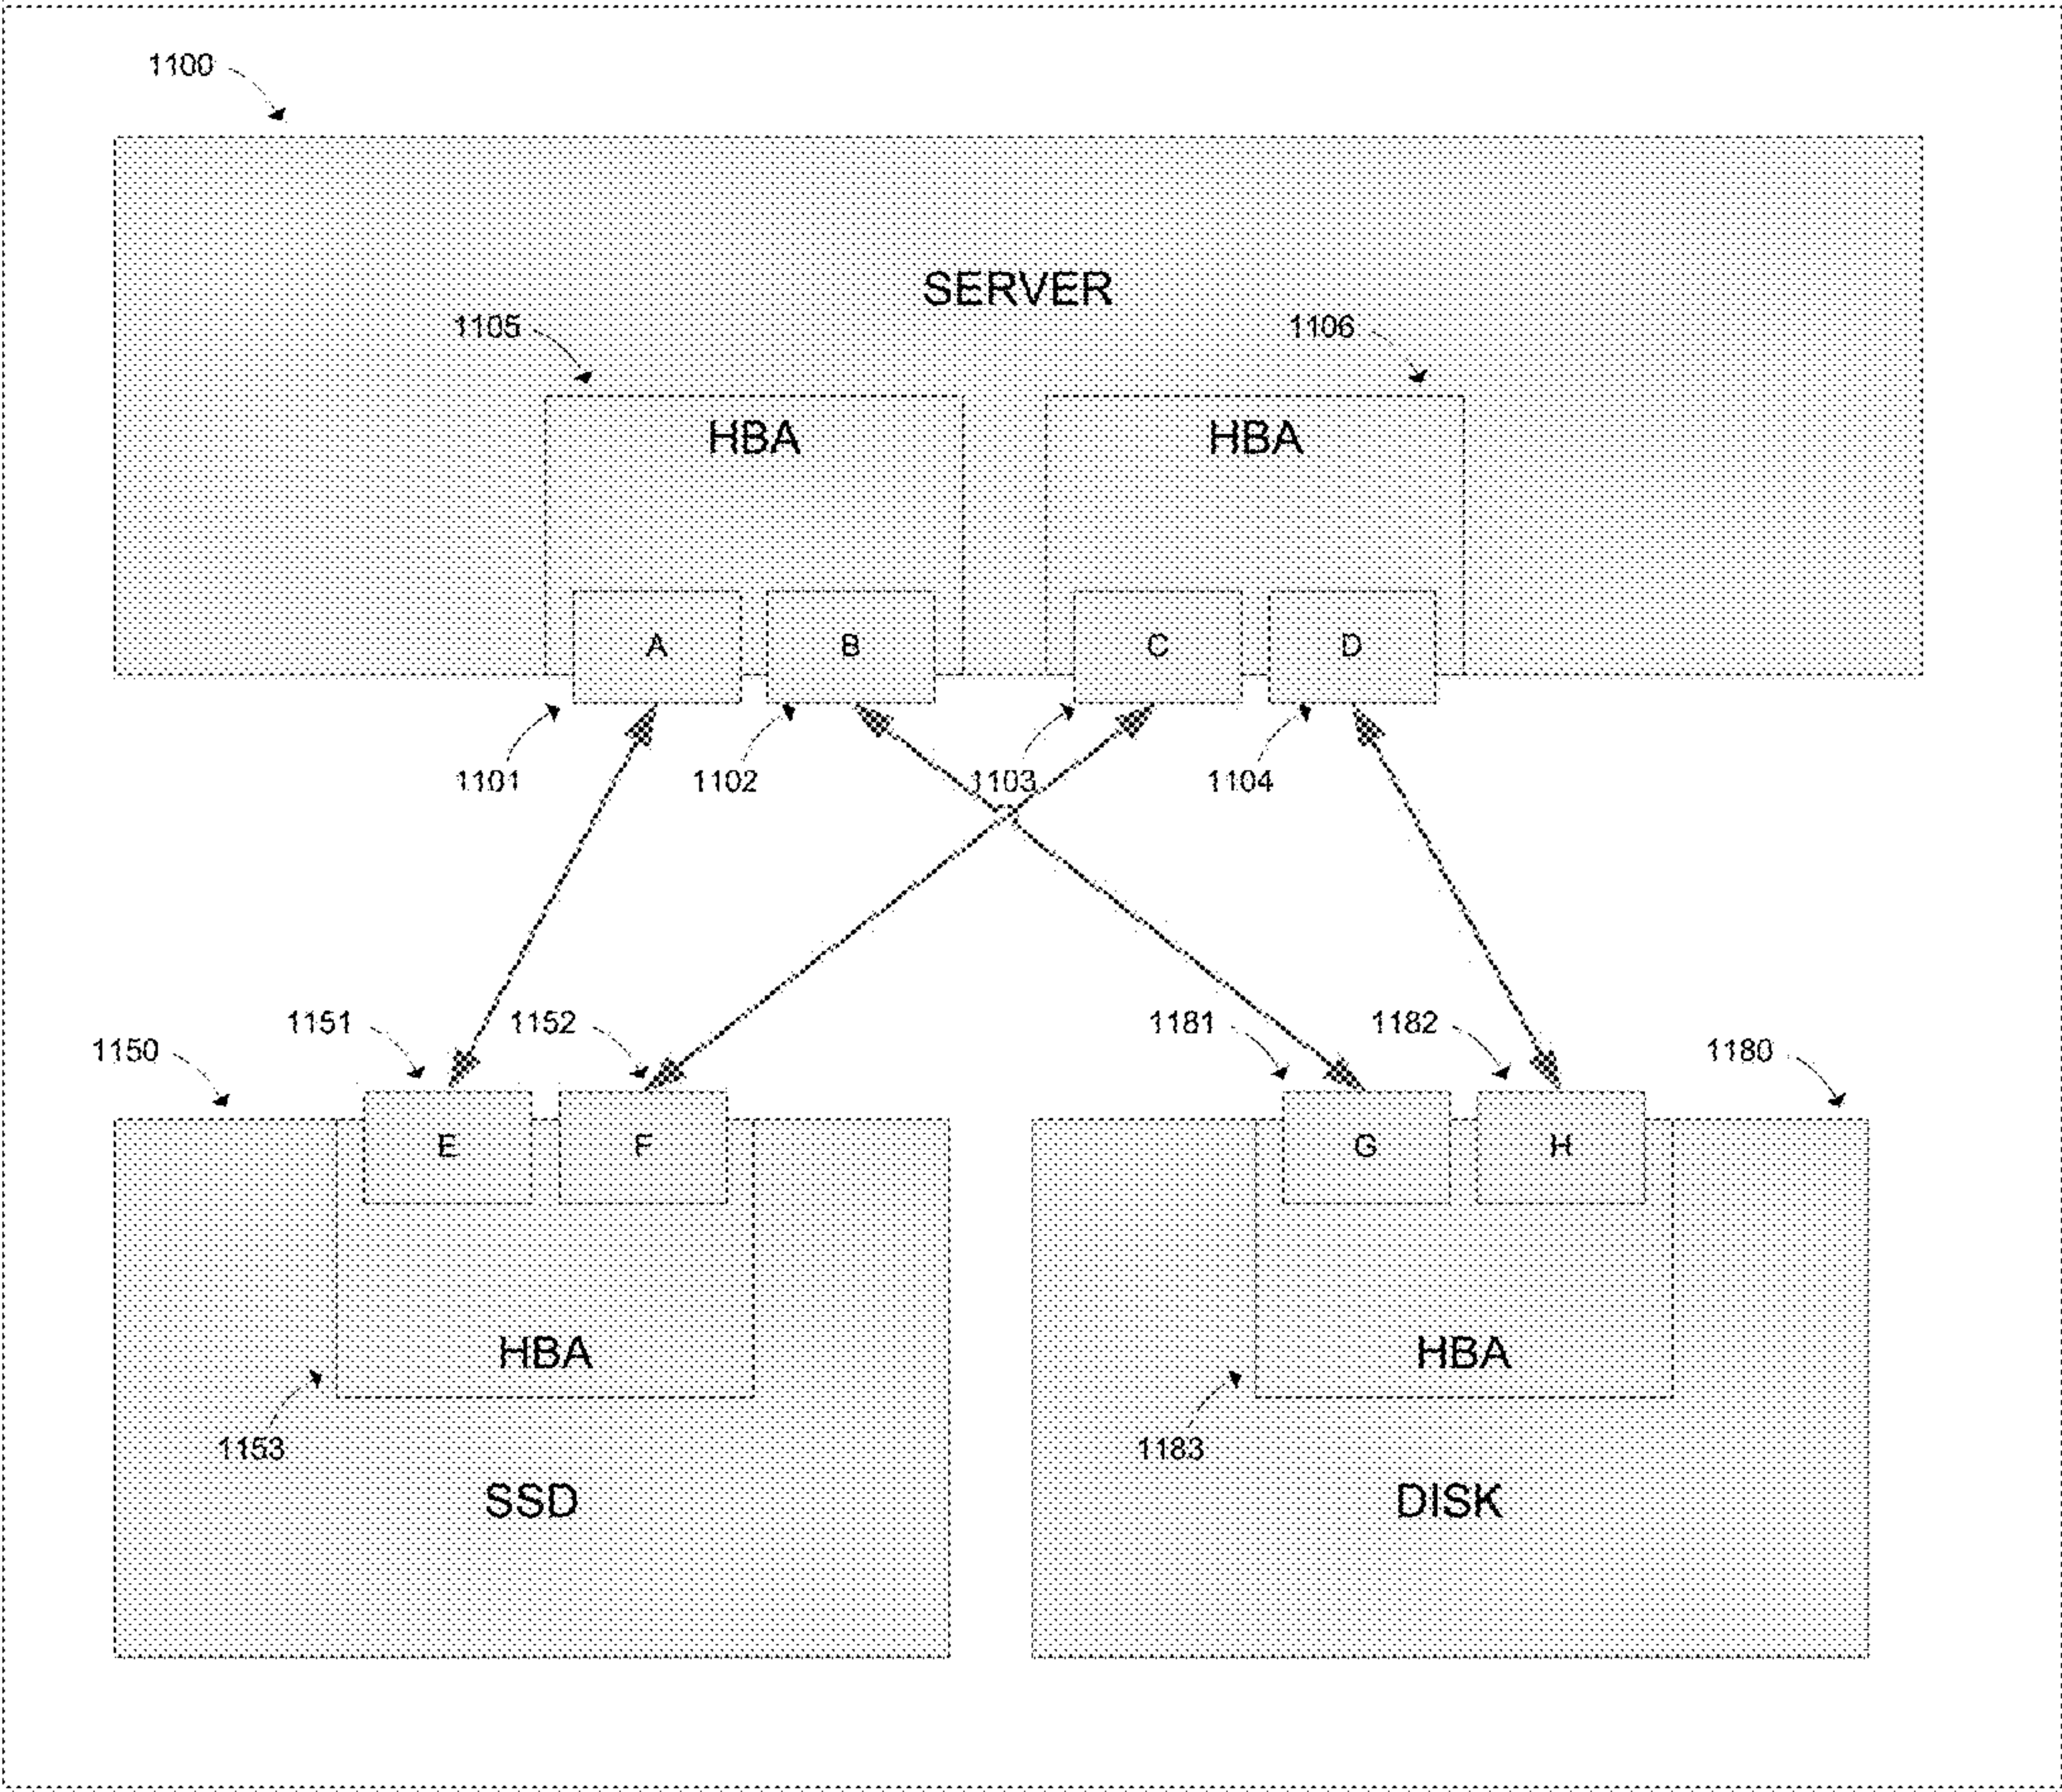 1100
SERVER
1105
1106
HBA
HBA
A
B
C
D
1101
1102
1103
1104
1151
1152
1181
1182
1150
1180
E
F
G
H
HBA
HBA
1153
1183
SSD
DISK